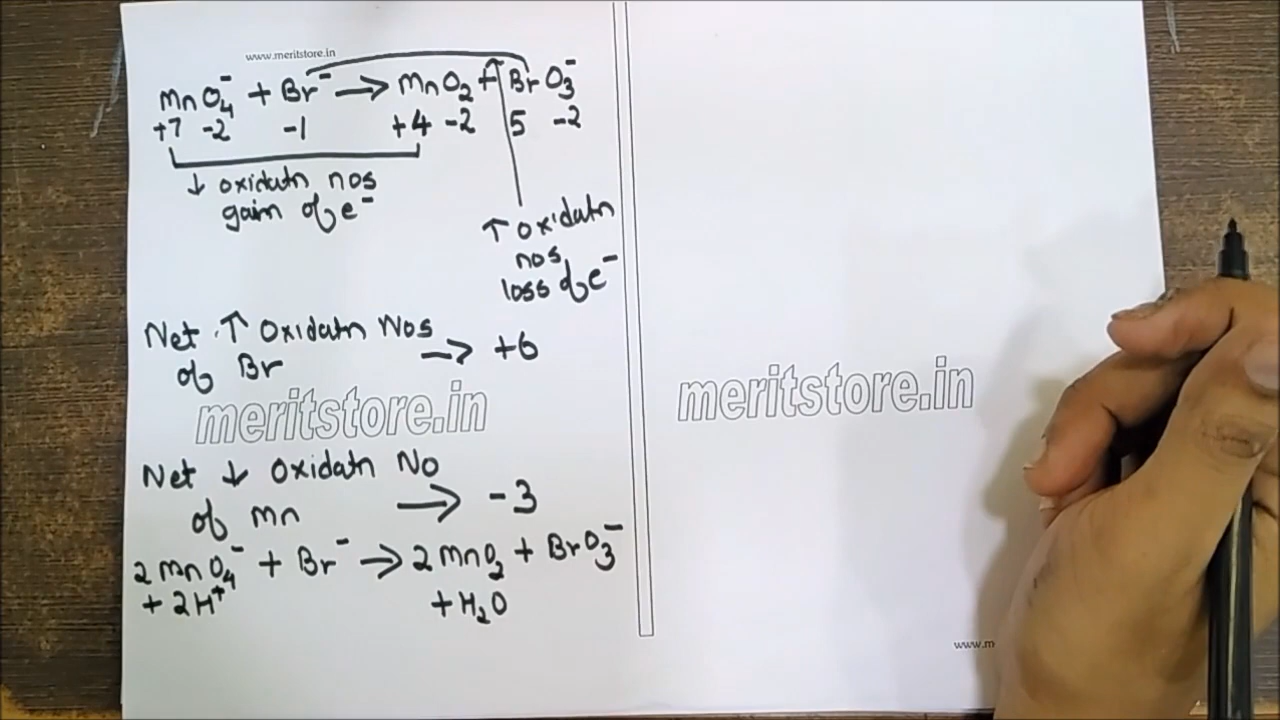 www.meritstore.in
MnO₄⁻ + Br⁻ → MnO₂ + BrO₃⁻
+7 -2 -1 +4 -2 5 -2
↓ oxidatn nos
gain of e⁻
↑ oxidatn
nos
loss of e⁻
Net ↑ Oxidatn Nos
of Br → +6
meritstore.in
meritstore.in
Net ↓ Oxidatn No
of Mn → -3
2MnO₄⁻ + Br⁻ → 2MnO₂ + BrO₃⁻
+ 2H⁺ + H₂O
www.m